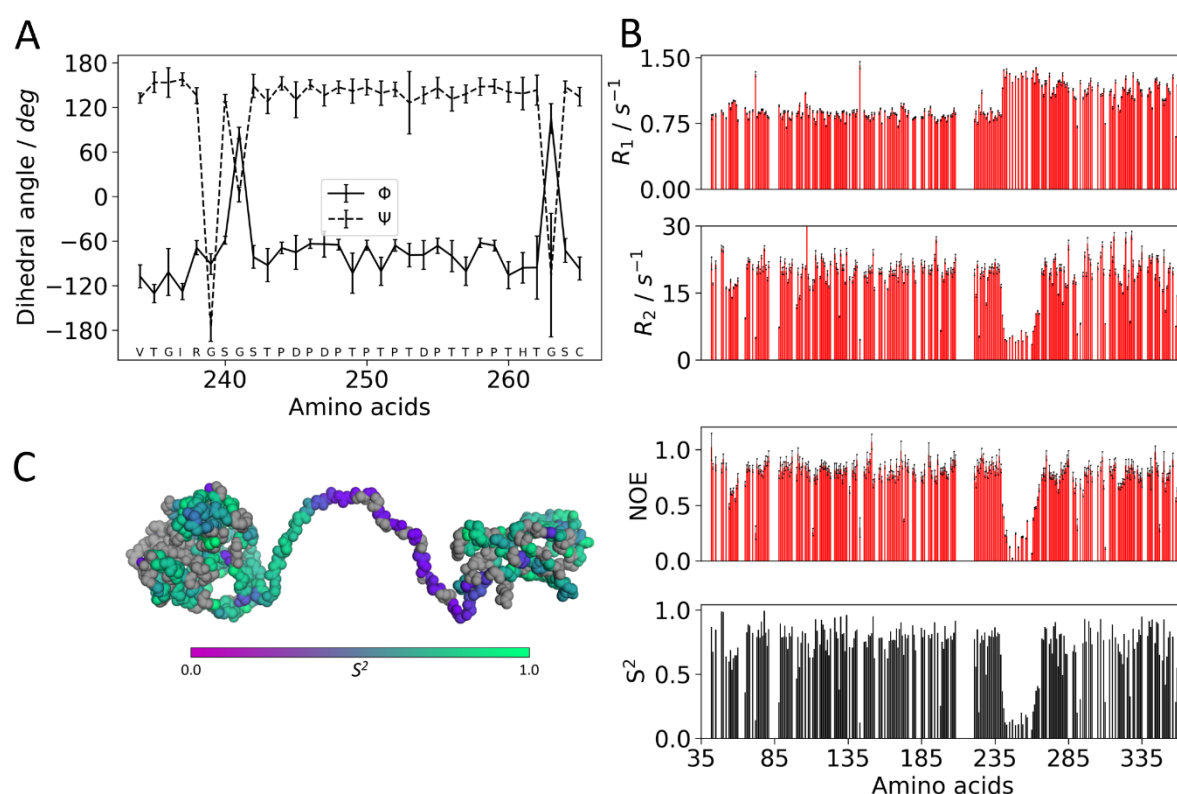 A
Dihedral angle / deg
180
120
60
0
−60
−120
−180
Φ
Ψ
V T G I R G S G S T P D P D P T P T P T D P T T P P T H T G S C
240 250 260
Amino acids
B
R1 / s−1
1.50
0.75
0.00
R2 / s−1
30
15
0
NOE
1.0
0.5
0.0
S2
1.0
0.5
0.0
35 85 135 185 235 285 335
Amino acids
C
0.0 S2 1.0